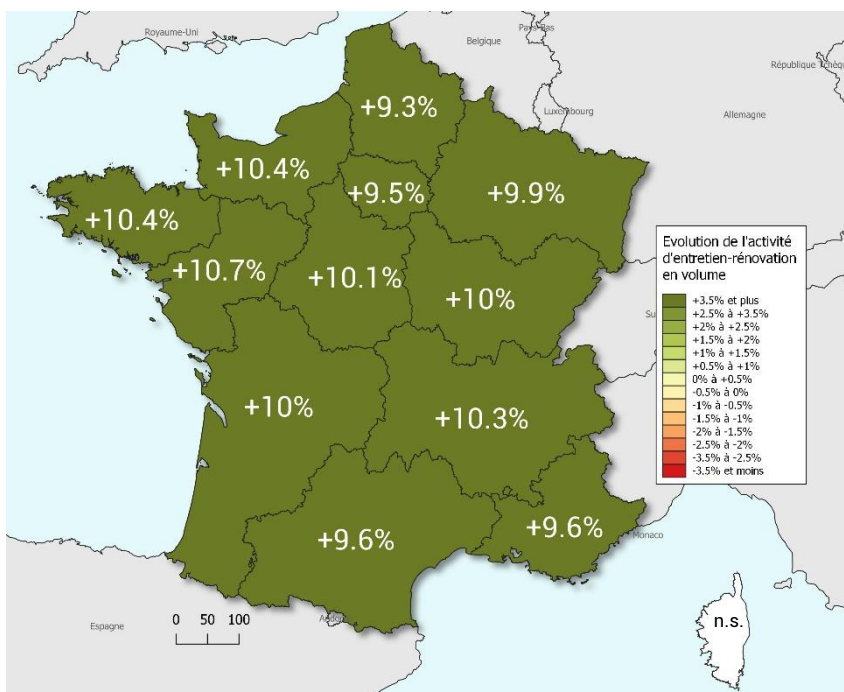 Royaume-Uni
Pays-Bas
Belgique
République Tchèqu
Luxembourg
Allemagne
+9.3%
+10.4%
+9.5%
+9.9%
+10.4%
+10.7%
+10.1%
+10%
+10%
+10.3%
+9.6%
+9.6%
Evolution de l'activité
d'entretien-rénovation
en volume
+3.5% et plus
+2.5% à +3.5%
+2% à +2.5%
+1.5% à +2%
+1% à +1.5%
+0.5% à +1%
0% à +0.5%
-0.5% à 0%
-1% à -0.5%
-1.5% à -1%
-2% à -1.5%
-2.5% à -2%
-3.5% à -2.5%
-3.5% et moins
Su
Monaco
n.s.
Espagne
Andor
0 50 100